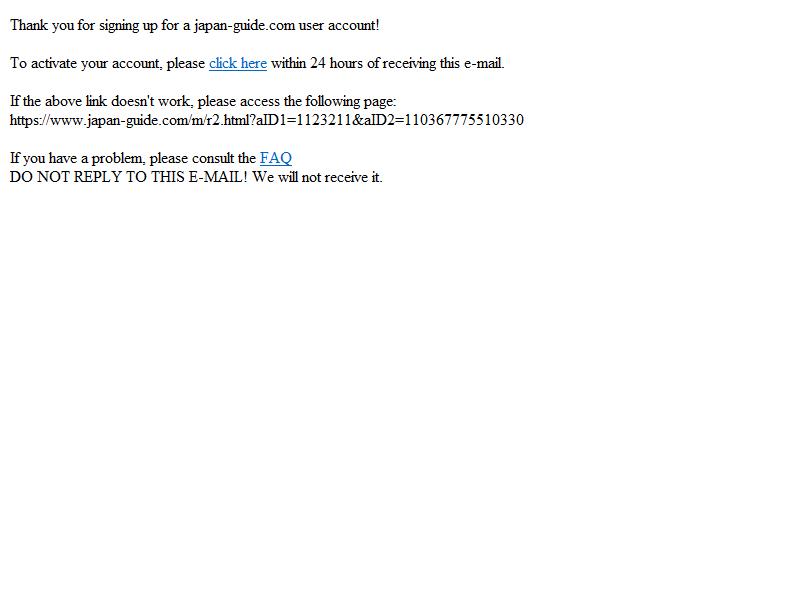 Thank you for signing up for a japan-guide.com user account!
To activate your account, please click here within 24 hours of receiving this e-mail.
If the above link doesn't work, please access the following page:
https://www.japan-guide.com/m/r2.html?aID1=1123211&aID2=110367775510330
If you have a problem, please consult the FAQ
DO NOT REPLY TO THIS E-MAIL! We will not receive it.